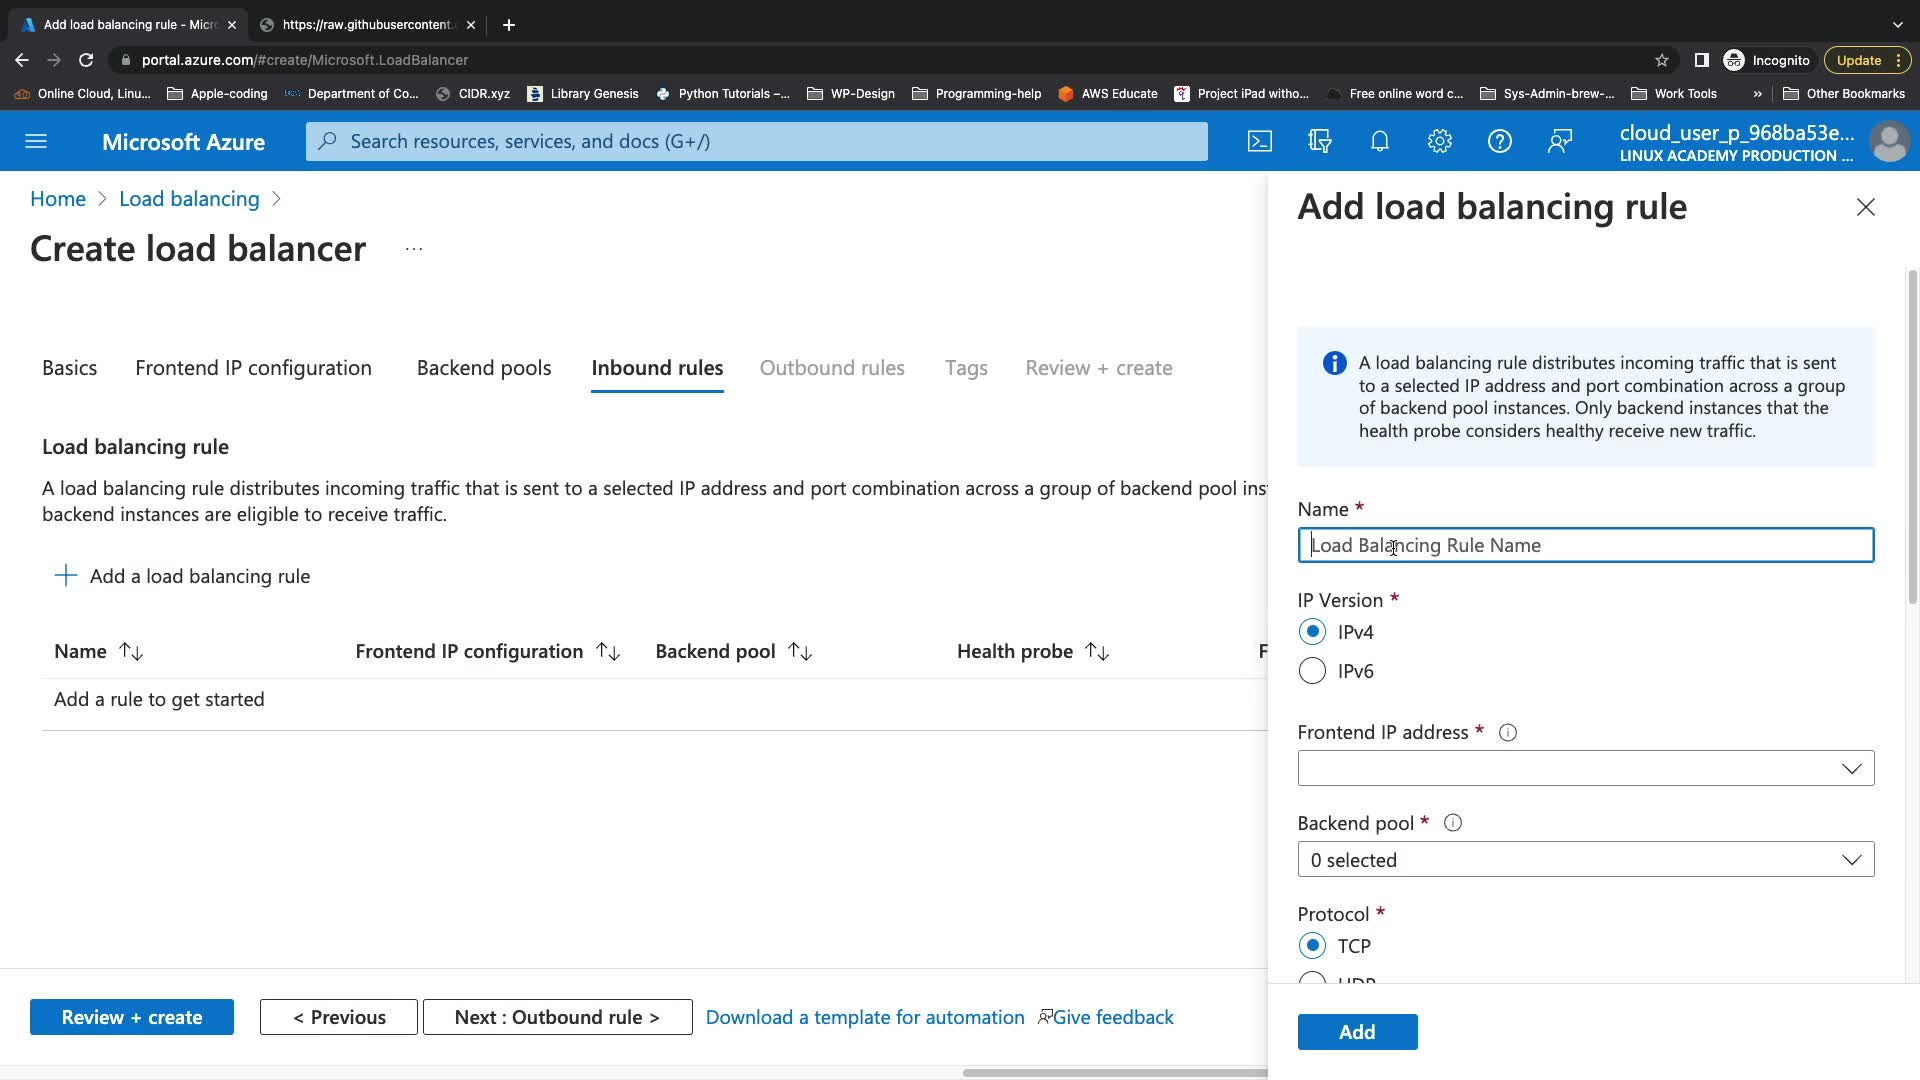 Add load balancing rule - Micr
https://raw.githubusercontent.
portal.azure.com/#create/Microsoft.LoadBalancer
Incognito
Update
Online Cloud, Linu...
Apple-coding
Department of Co...
CIDR.xyz
Library Genesis
Python Tutorials –...
WP-Design
Programming-help
AWS Educate
Project iPad witho...
Free online word c...
Sys-Admin-brew-...
Work Tools
»
Other Bookmarks
Microsoft Azure
Search resources, services, and docs (G+/)
cloud_user_p_968ba53e...
LINUX ACADEMY PRODUCTION ...
Home > Load balancing >
Create load balancer ...
Basics
Frontend IP configuration
Backend pools
Inbound rules
Outbound rules
Tags
Review + create
Load balancing rule
A load balancing rule distributes incoming traffic that is sent to a selected IP address and port combination across a group of backend pool ins
backend instances are eligible to receive traffic.
+ Add a load balancing rule
Name ↑↓
Frontend IP configuration ↑↓
Backend pool ↑↓
Health probe ↑↓
F
Add a rule to get started
Review + create
< Previous
Next : Outbound rule >
Download a template for automation
Give feedback
Add load balancing rule
A load balancing rule distributes incoming traffic that is sent
to a selected IP address and port combination across a group
of backend pool instances. Only backend instances that the
health probe considers healthy receive new traffic.
Name *
Load Balancing Rule Name
IP Version *
IPv4
IPv6
Frontend IP address *
Backend pool *
0 selected
Protocol *
TCP
UDP
Add